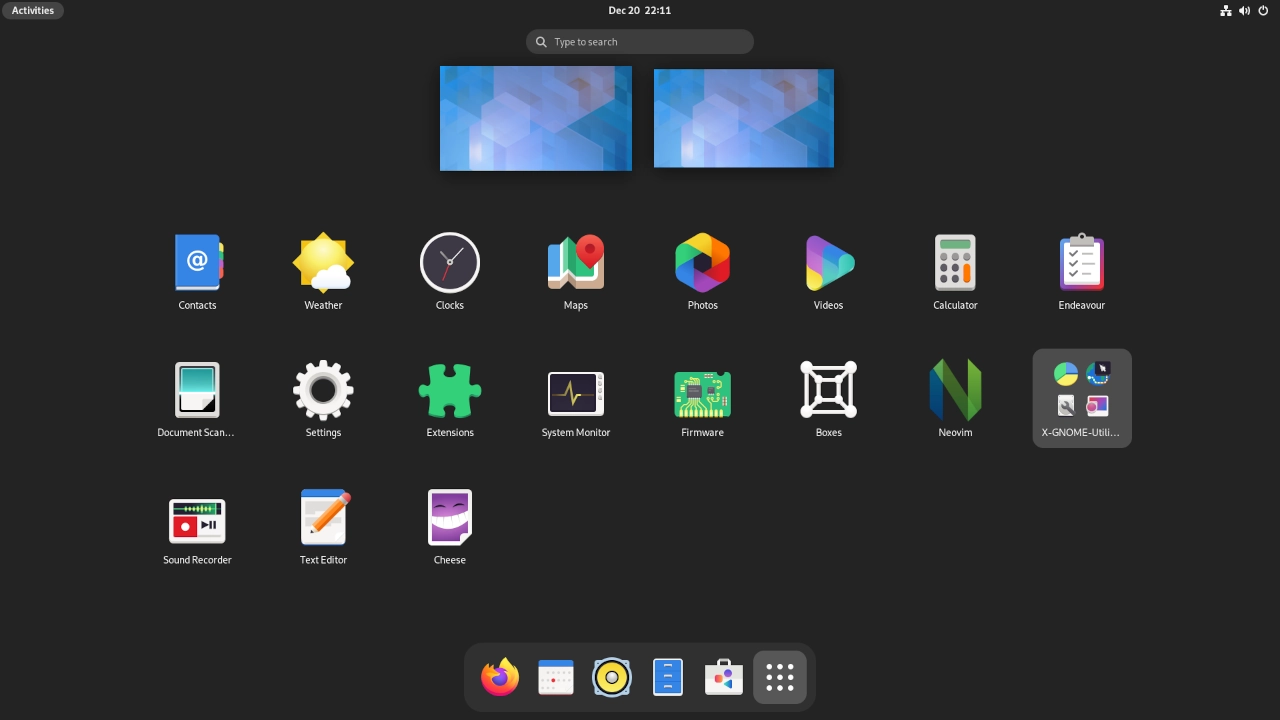 Activities
Dec 20 22:11
Type to search
Contacts
Weather
Clocks
Maps
Photos
Videos
Calculator
Endeavour
Document Scan...
Settings
Extensions
System Monitor
Firmware
Boxes
Neovim
X-GNOME-Utili...
Sound Recorder
Text Editor
Cheese